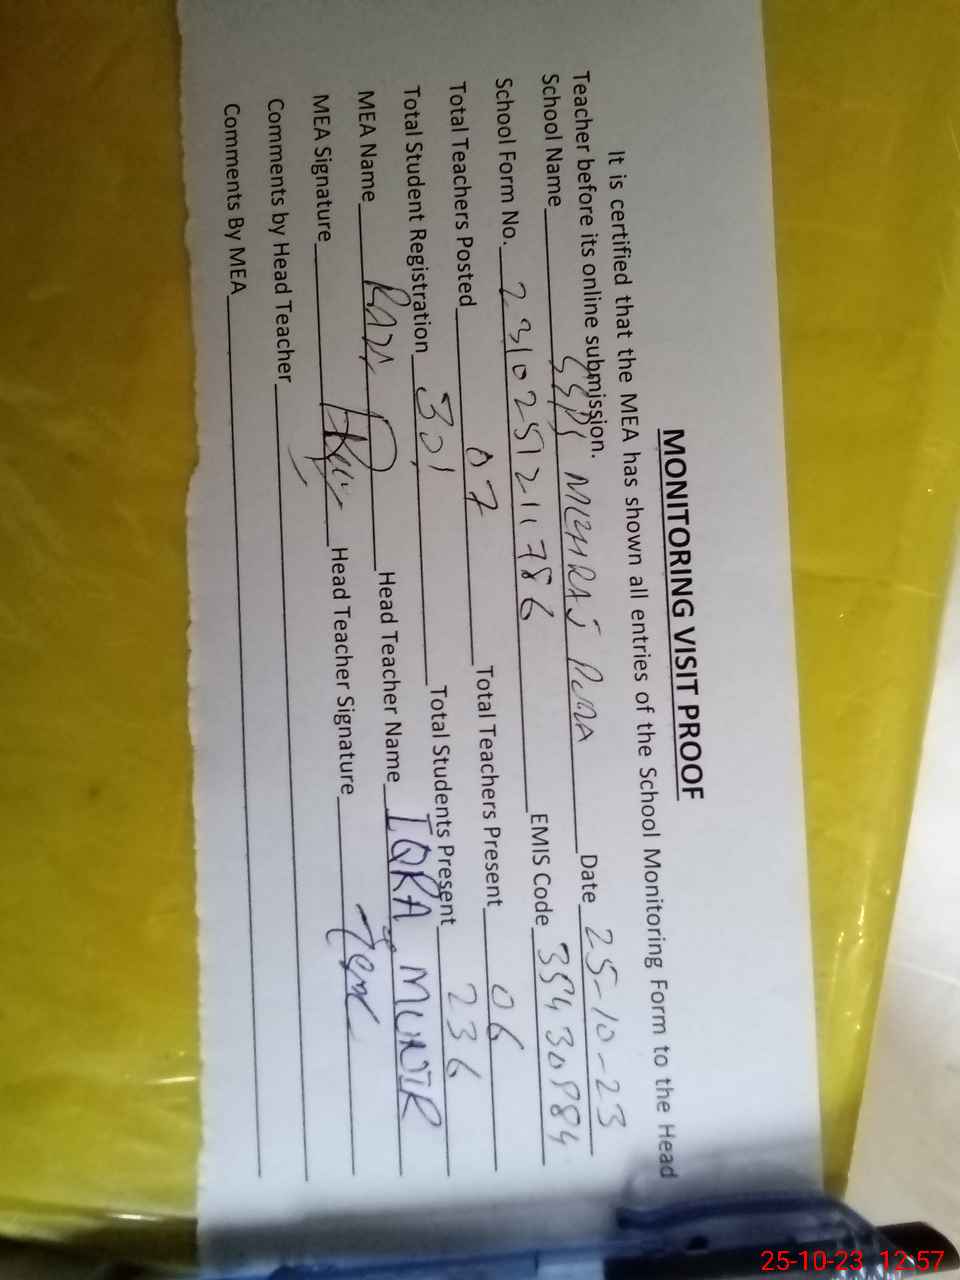 MONITORING VISIT PROOF
It is certified that the MEA has shown all entries of the School Monitoring Form to the Head
Teacher before its online submission.
School Name MEHRAJ PURA Date 25-10-23
School Form No. EMIS Code 35430884
Total Teachers Posted 07 Total Teachers Present 06
Total Student Registration 301 Total Students Present 236
MEA Name Head Teacher Name IQRA MUNIR
MEA Signature Head Teacher Signature
Comments by Head Teacher
Comments By MEA
25-10-23 12:57